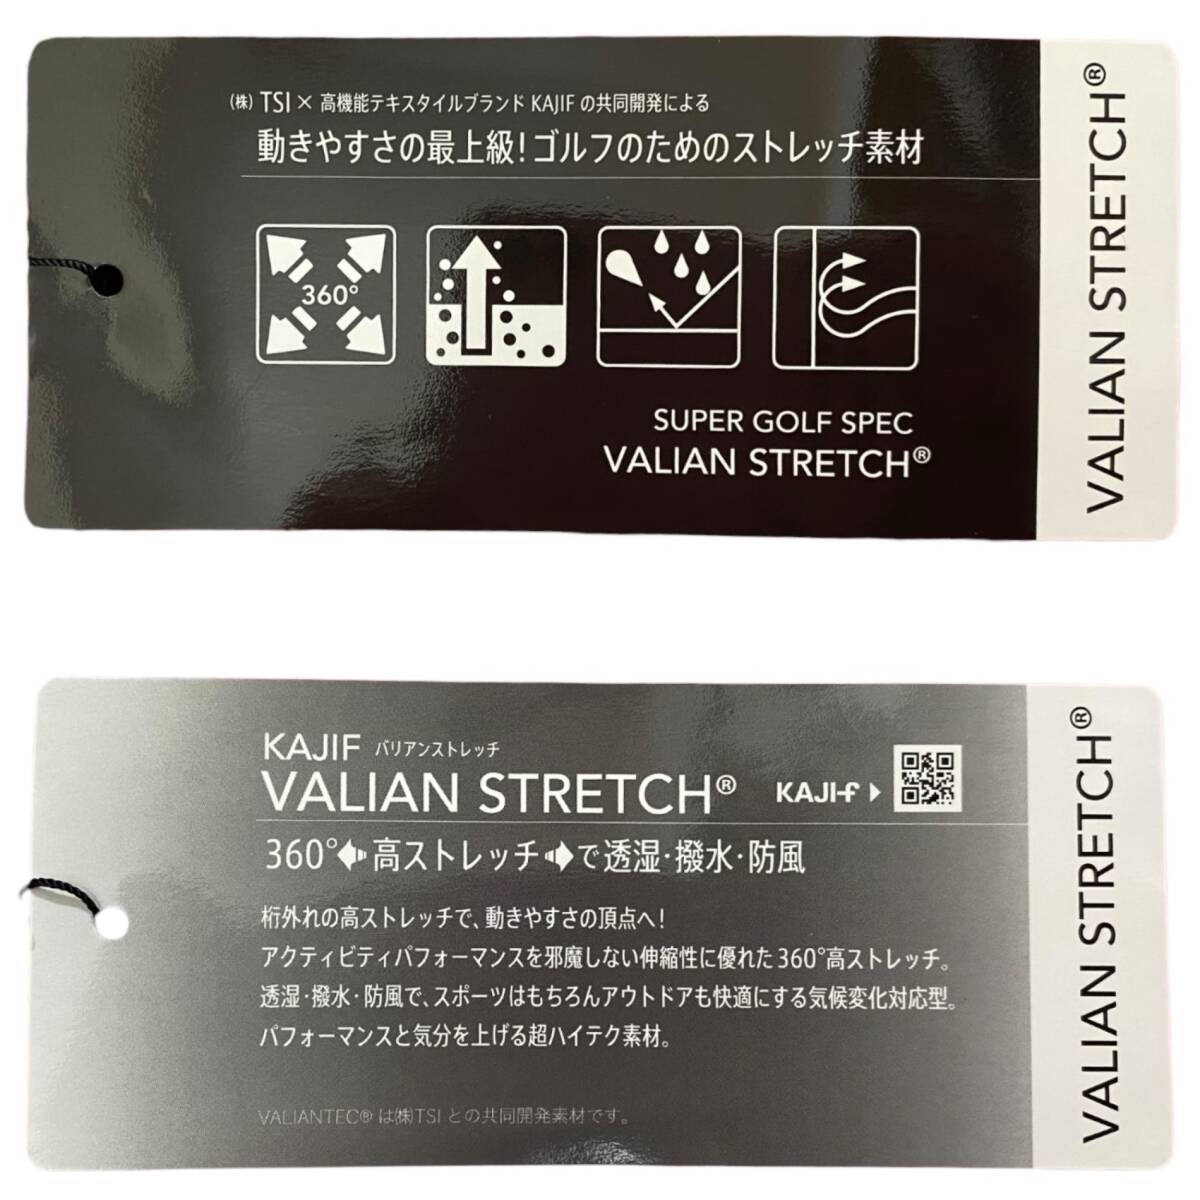 (株) TSI × 高機能テキスタイルブランド KAJIF の共同開発による
動きやすさの最上級!ゴルフのためのストレッチ素材
360°
SUPER GOLF SPEC
VALIAN STRETCH®
VALIAN STRETCH®
KAJIF バリアンストレッチ
VALIAN STRETCH®
KAJI-f
360° 高ストレッチ で透湿・撥水・防風
桁外れの高ストレッチで、動きやすさの頂点へ!
アクティビティパフォーマンスを邪魔しない伸縮性に優れた360°高ストレッチ。
透湿・撥水・防風で、スポーツはもちろんアウトドアも快適にする気候変化対応型。
パフォーマンスと気分を上げる超ハイテク素材。
VALIANTEC®は㈱TSIとの共同開発素材です。
VALIAN STRETCH®